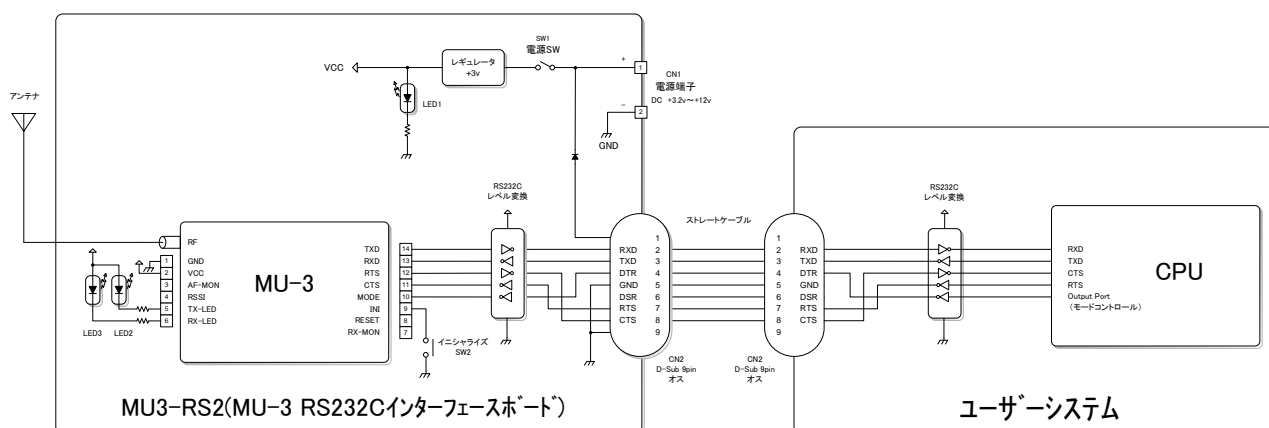 SW1
電源SW
VCC
レギュレータ
+3v
+
1
CN1
電源端子
DC +3.2v～+12v
LED1
−
2
GND
アンテナ
RS232C
レベル変換
RF
1
GND
2
VCC
3
AF-MON
4
RSSI
5
TX-LED
6
RX-LED
LED3
LED2
MU-3
TXD
14
RXD
13
RTS
12
CTS
11
MODE
10
INI
9
RESET
8
RX-MON
7
イニシャライズ
SW2
1
RXD 2
TXD 3
DTR 4
GND 5
DSR 6
RTS 7
CTS 8
9
CN2
D-Sub 9pin
オス
ストレートケーブル
1
2 RXD
3 TXD
4 DTR
5 GND
6 DSR
7 RTS
8 CTS
9
CN2
D-Sub 9pin
オス
RS232C
レベル変換
RXD
TXD
CTS
RTS
Output Port
(モードコントロール)
CPU
MU3-RS2(MU-3 RS232Cインターフェースボード)
ユーザーシステム